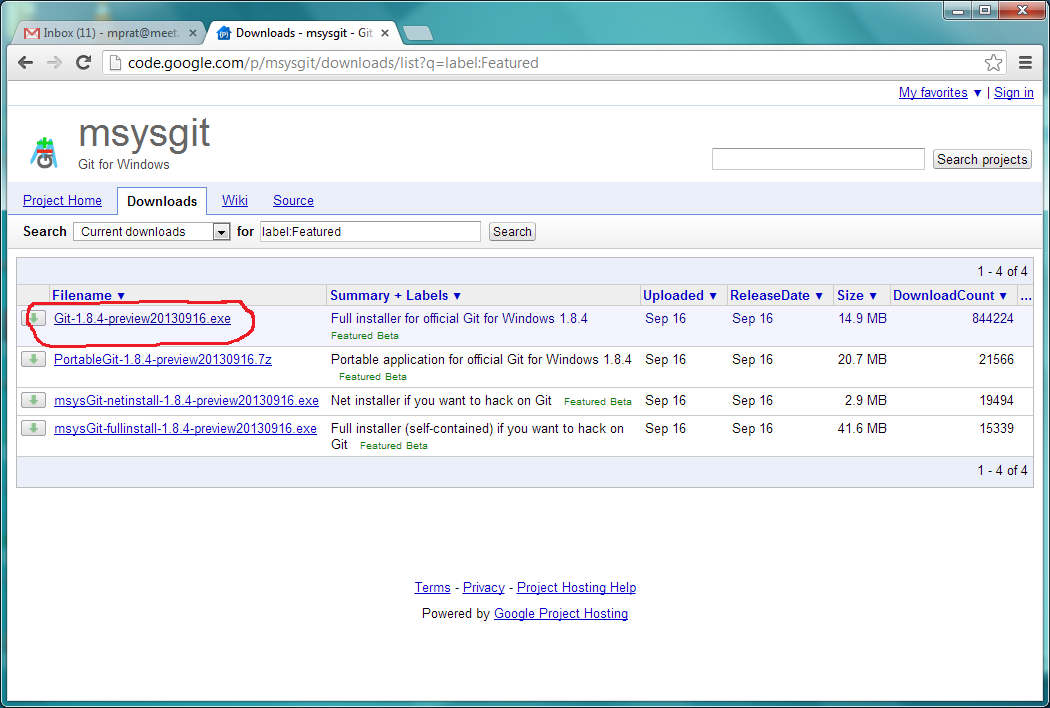 Inbox (11) - mprat@meet.
Downloads - msysgit - Git
code.google.com/p/msysgit/downloads/list?q=label:Featured
My favorites ▼ | Sign in
msysgit
Git for Windows
Search projects
Project Home Downloads Wiki Source
Search Current downloads for label:Featured Search
1 - 4 of 4
Filename ▼ Summary + Labels ▼ Uploaded ▼ ReleaseDate ▼ Size ▼ DownloadCount ▼ ...
Git-1.8.4-preview20130916.exe Full installer for official Git for Windows 1.8.4 Sep 16 Sep 16 14.9 MB 844224
Featured Beta
PortableGit-1.8.4-preview20130916.7z Portable application for official Git for Windows 1.8.4 Sep 16 Sep 16 20.7 MB 21566
Featured Beta
msysGit-netinstall-1.8.4-preview20130916.exe Net installer if you want to hack on Git Featured Beta Sep 16 Sep 16 2.9 MB 19494
msysGit-fullinstall-1.8.4-preview20130916.exe Full installer (self-contained) if you want to hack on Sep 16 Sep 16 41.6 MB 15339
Git Featured Beta
1 - 4 of 4
Terms - Privacy - Project Hosting Help
Powered by Google Project Hosting